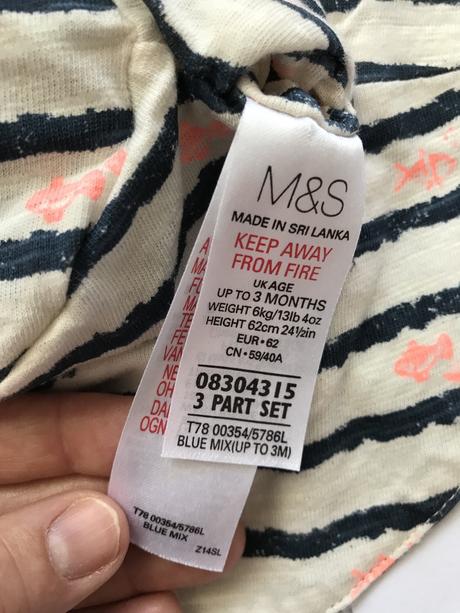 M&S
MADE IN SRI LANKA
KEEP AWAY
FROM FIRE
UK AGE
UP TO 3 MONTHS
WEIGHT 6kg/13lb 4oz
HEIGHT 62cm 24½in
EUR•62
CN•59/40A
08304315
3 PART SET
T78 00354/5786L
BLUE MIX(UP TO 3M)
T78 00354/5786L
BLUE MIX
Z14SL